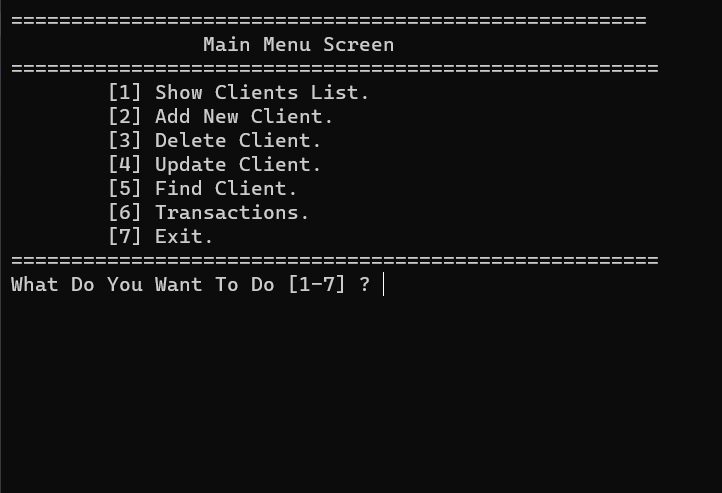 =====================================================
Main Menu Screen
======================================================
[1] Show Clients List.
[2] Add New Client.
[3] Delete Client.
[4] Update Client.
[5] Find Client.
[6] Transactions.
[7] Exit.
======================================================
What Do You Want To Do [1-7] ?